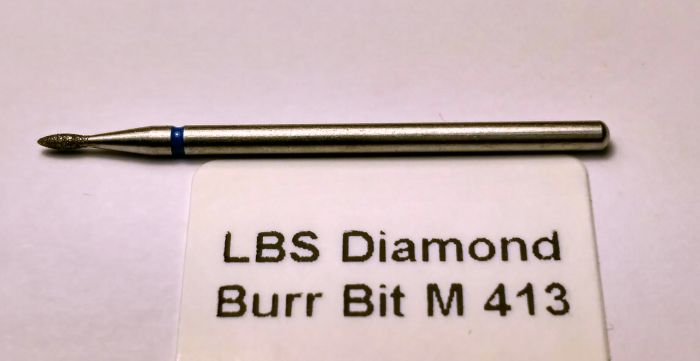 LBS Diamond
Burr Bit M 413